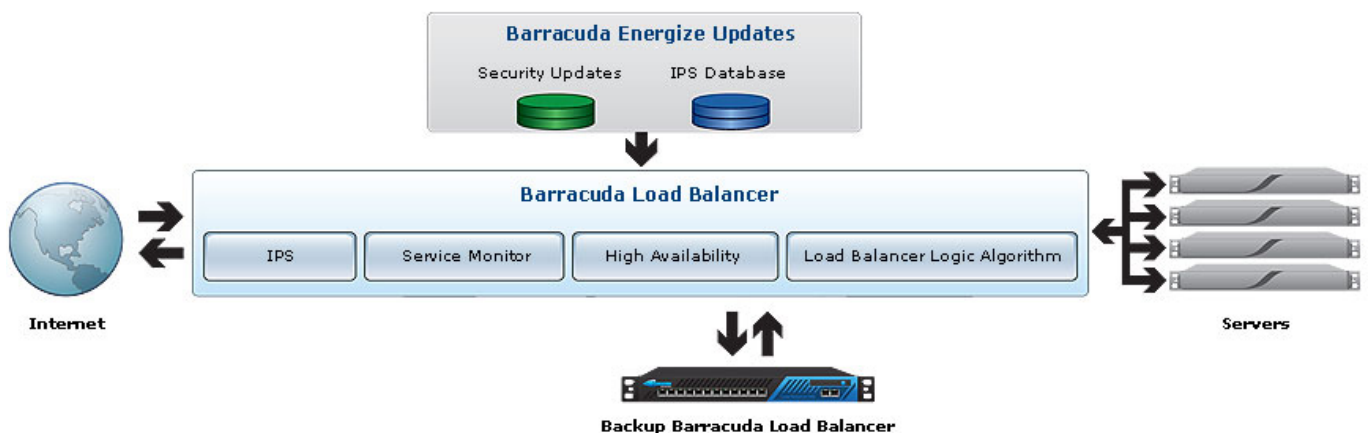 Barracuda Energize Updates
Security Updates IPS Database
Barracuda Load Balancer
IPS Service Monitor High Availability Load Balancer Logic Algorithm
Internet
Servers
Backup Barracuda Load Balancer